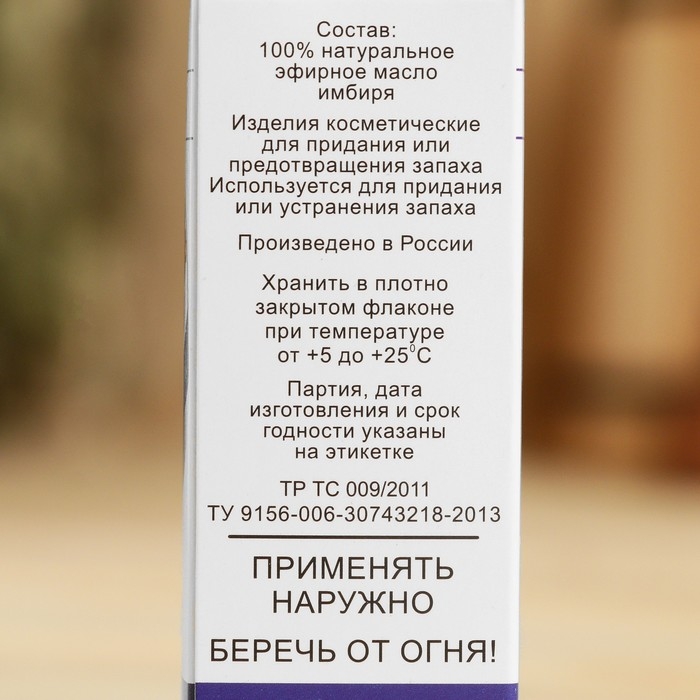 Состав:
100% натуральное
эфирное масло
имбиря
Изделия косметические
для придания или
предотвращения запаха
Используется для придания
или устранения запаха
Произведено в России
Хранить в плотно
закрытом флаконе
при температуре
от +5 до +25⁰С
Партия, дата
изготовления и срок
годности указаны
на этикетке
ТР ТС 009/2011
ТУ 9156-006-30743218-2013
ПРИМЕНЯТЬ
НАРУЖНО
БЕРЕЧЬ ОТ ОГНЯ!